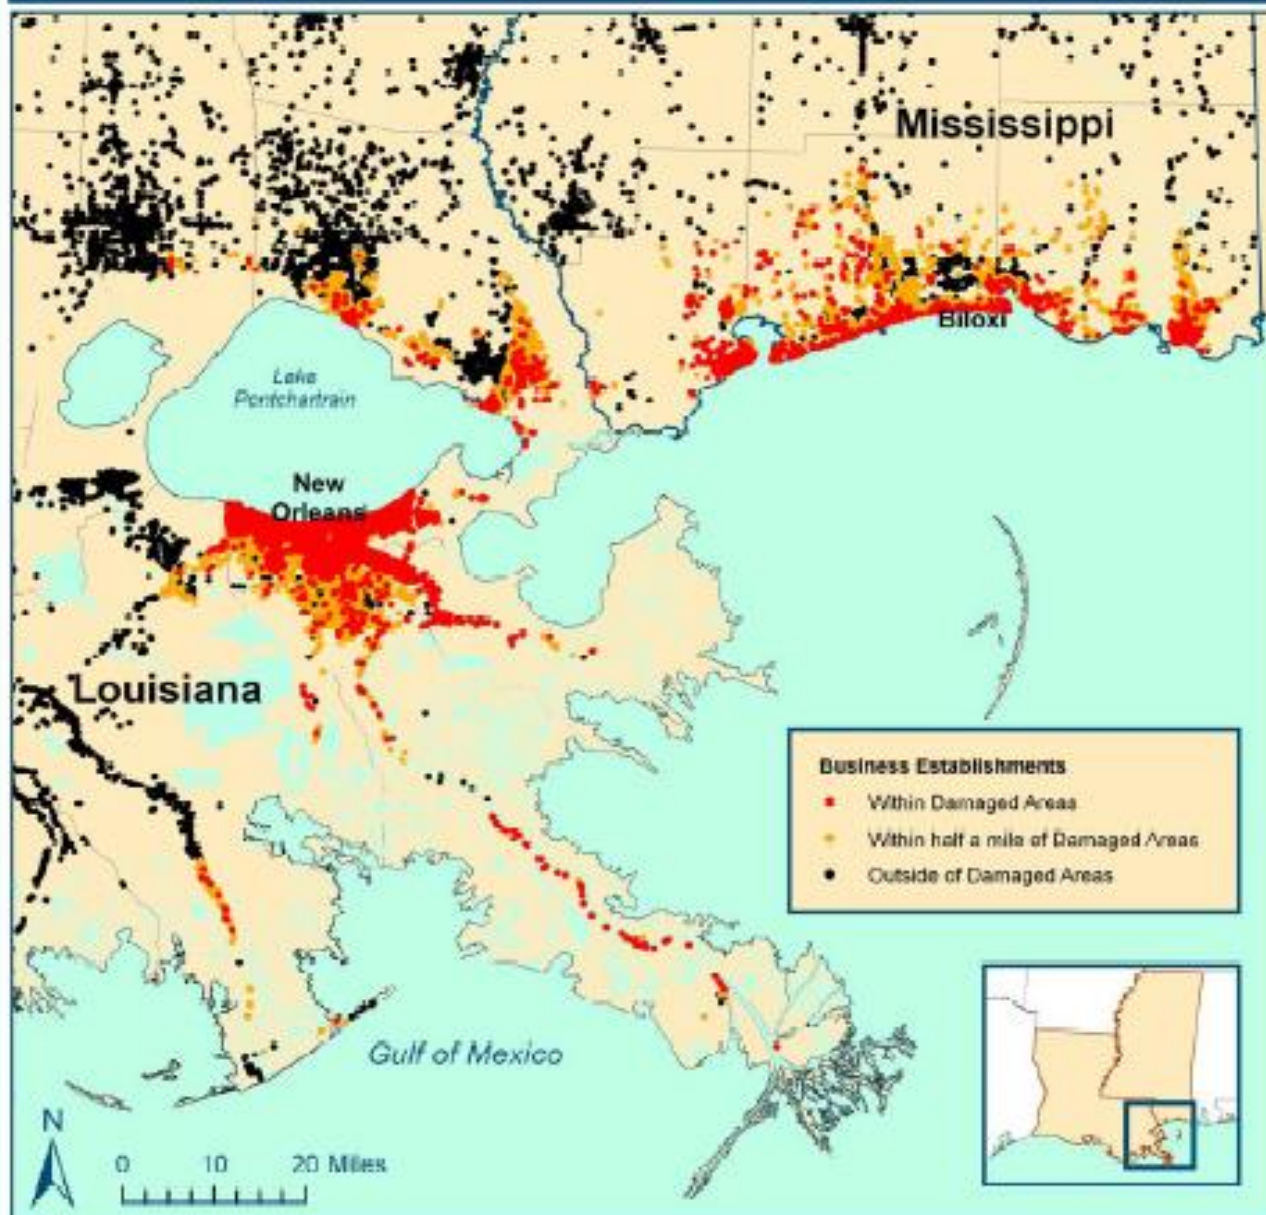 Mississippi
Biloxi
Lake
Pontchartrain
New
Orleans
Louisiana
Business Establishments
Within Damaged Areas
Within half a mile of Damaged Areas
Outside of Damaged Areas
Gulf of Mexico
N
0 10 20 Miles